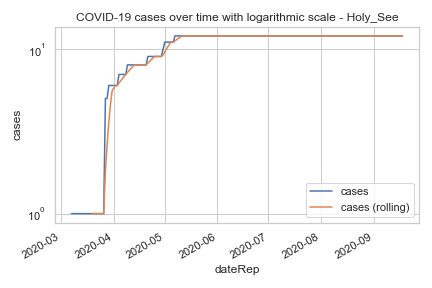 COVID-19 cases over time with logarithmic scale - Holy_See
10¹
10⁰
cases
2020-03
2020-04
2020-05
2020-06
2020-07
2020-08
2020-09
dateRep
cases
cases (rolling)